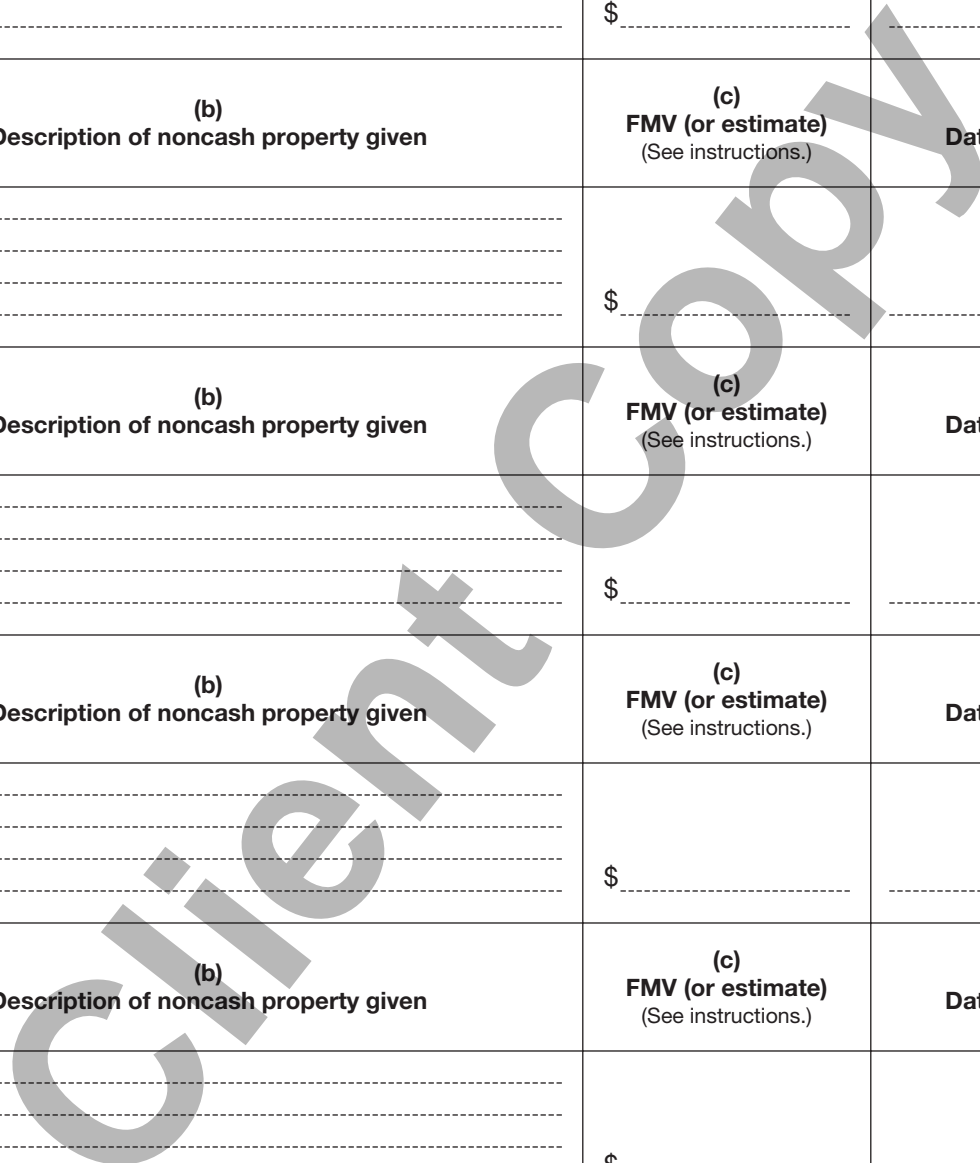 $
(b) (c)
Description of noncash property given FMV (or estimate) Dat
(See instructions.)
$
(b) (c)
Description of noncash property given FMV (or estimate) Dat
(See instructions.)
$
(b) (c)
Description of noncash property given FMV (or estimate) Dat
(See instructions.)
$
(b) (c)
Description of noncash property given FMV (or estimate) Dat
(See instructions.)
$
Client Copy